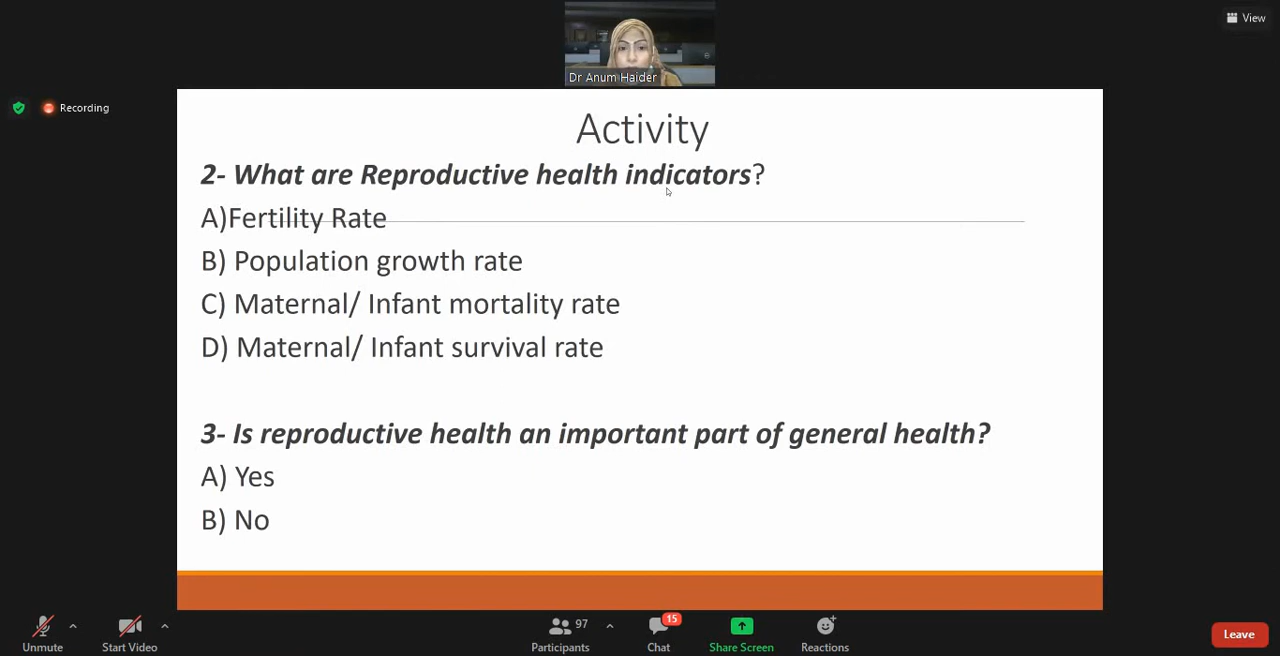 View
Dr Anum Haider
Recording
Activity
2- What are Reproductive health indicators?
A)Fertility Rate
B) Population growth rate
C) Maternal/ Infant mortality rate
D) Maternal/ Infant survival rate
3- Is reproductive health an important part of general health?
A) Yes
B) No
97
15
Unmute
Start Video
Participants
Chat
Share Screen
Reactions
Leave